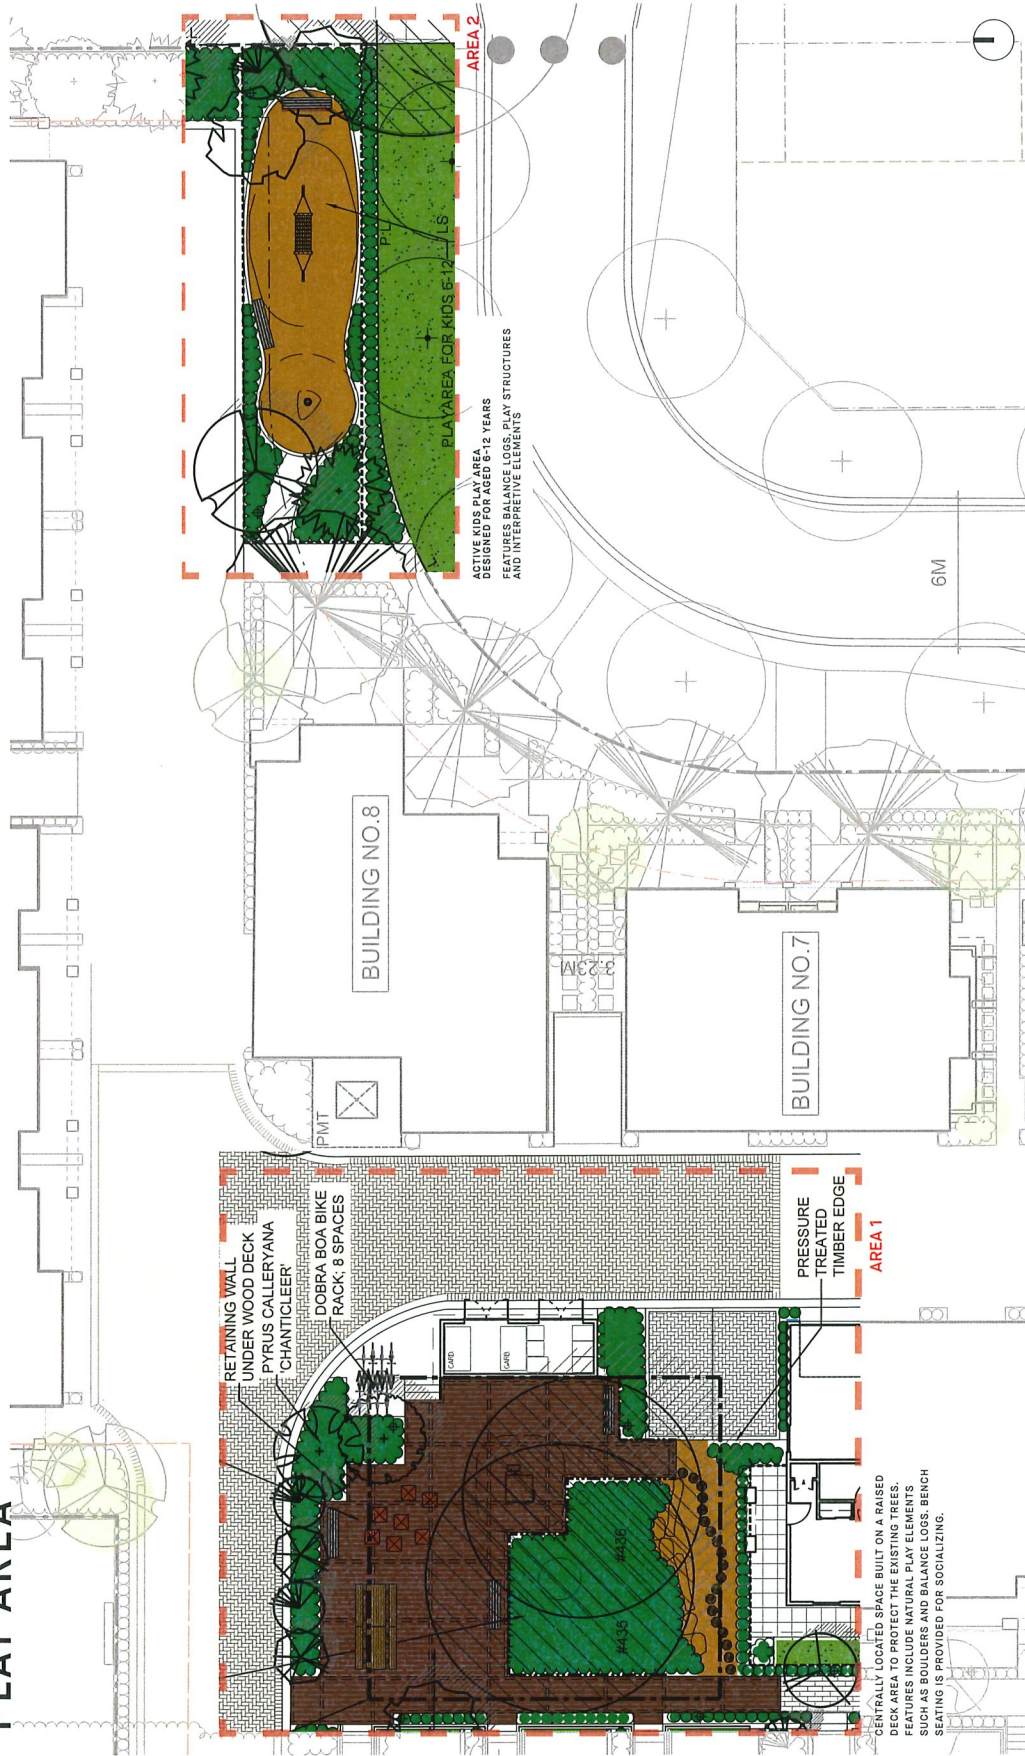 PLAY AREA
AREA 2
PLAYAREA FOR KIDS 6-12
LS
P.L
ACTIVE KIDS PLAY AREA
DESIGNED FOR AGED 6-12 YEARS
FEATURES BALANCE LOGS, PLAY STRUCTURES
AND INTERPRETIVE ELEMENTS
6M
BUILDING NO.8
BUILDING NO.7
3.23M
PMT
RETAINING WALL
UNDER WOOD DECK
PYRUS CALLERYANA
'CHANTICLEER'
DOBRA BOA BIKE
RACK; 8 SPACES
CARD.
GARB.
#435
#436
PRESSURE
TREATED
TIMBER EDGE
AREA 1
CENTRALLY LOCATED SPACE BUILT ON A RAISED
DECK AREA TO PROTECT THE EXISTING TREES.
FEATURES INCLUDE NATURAL PLAY ELEMENTS
SUCH AS BOULDERS AND BALANCE LOGS. BENCH
SEATING IS PROVIDED FOR SOCIALIZING.